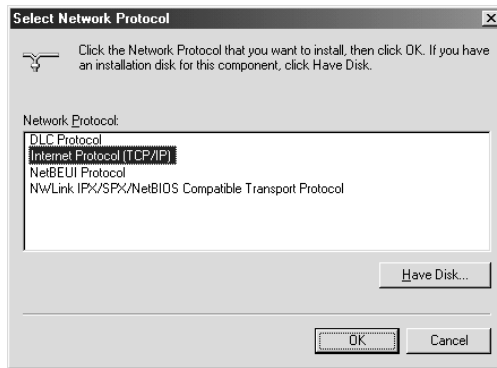 Select Network Protocol
Click the Network Protocol that you want to install, then click OK. If you have
an installation disk for this component, click Have Disk.
Network Protocol:
DLC Protocol
Internet Protocol (TCP/IP)
NetBEUI Protocol
NWLink IPX/SPX/NetBIOS Compatible Transport Protocol
Have Disk...
OK
Cancel